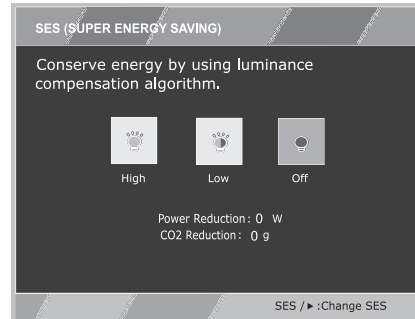 SES (SUPER ENERGY SAVING)
Conserve energy by using luminance
compensation algorithm.
High Low Off
Power Reduction : 0 W
CO2 Reduction : 0 g
SES / ► :Change SES